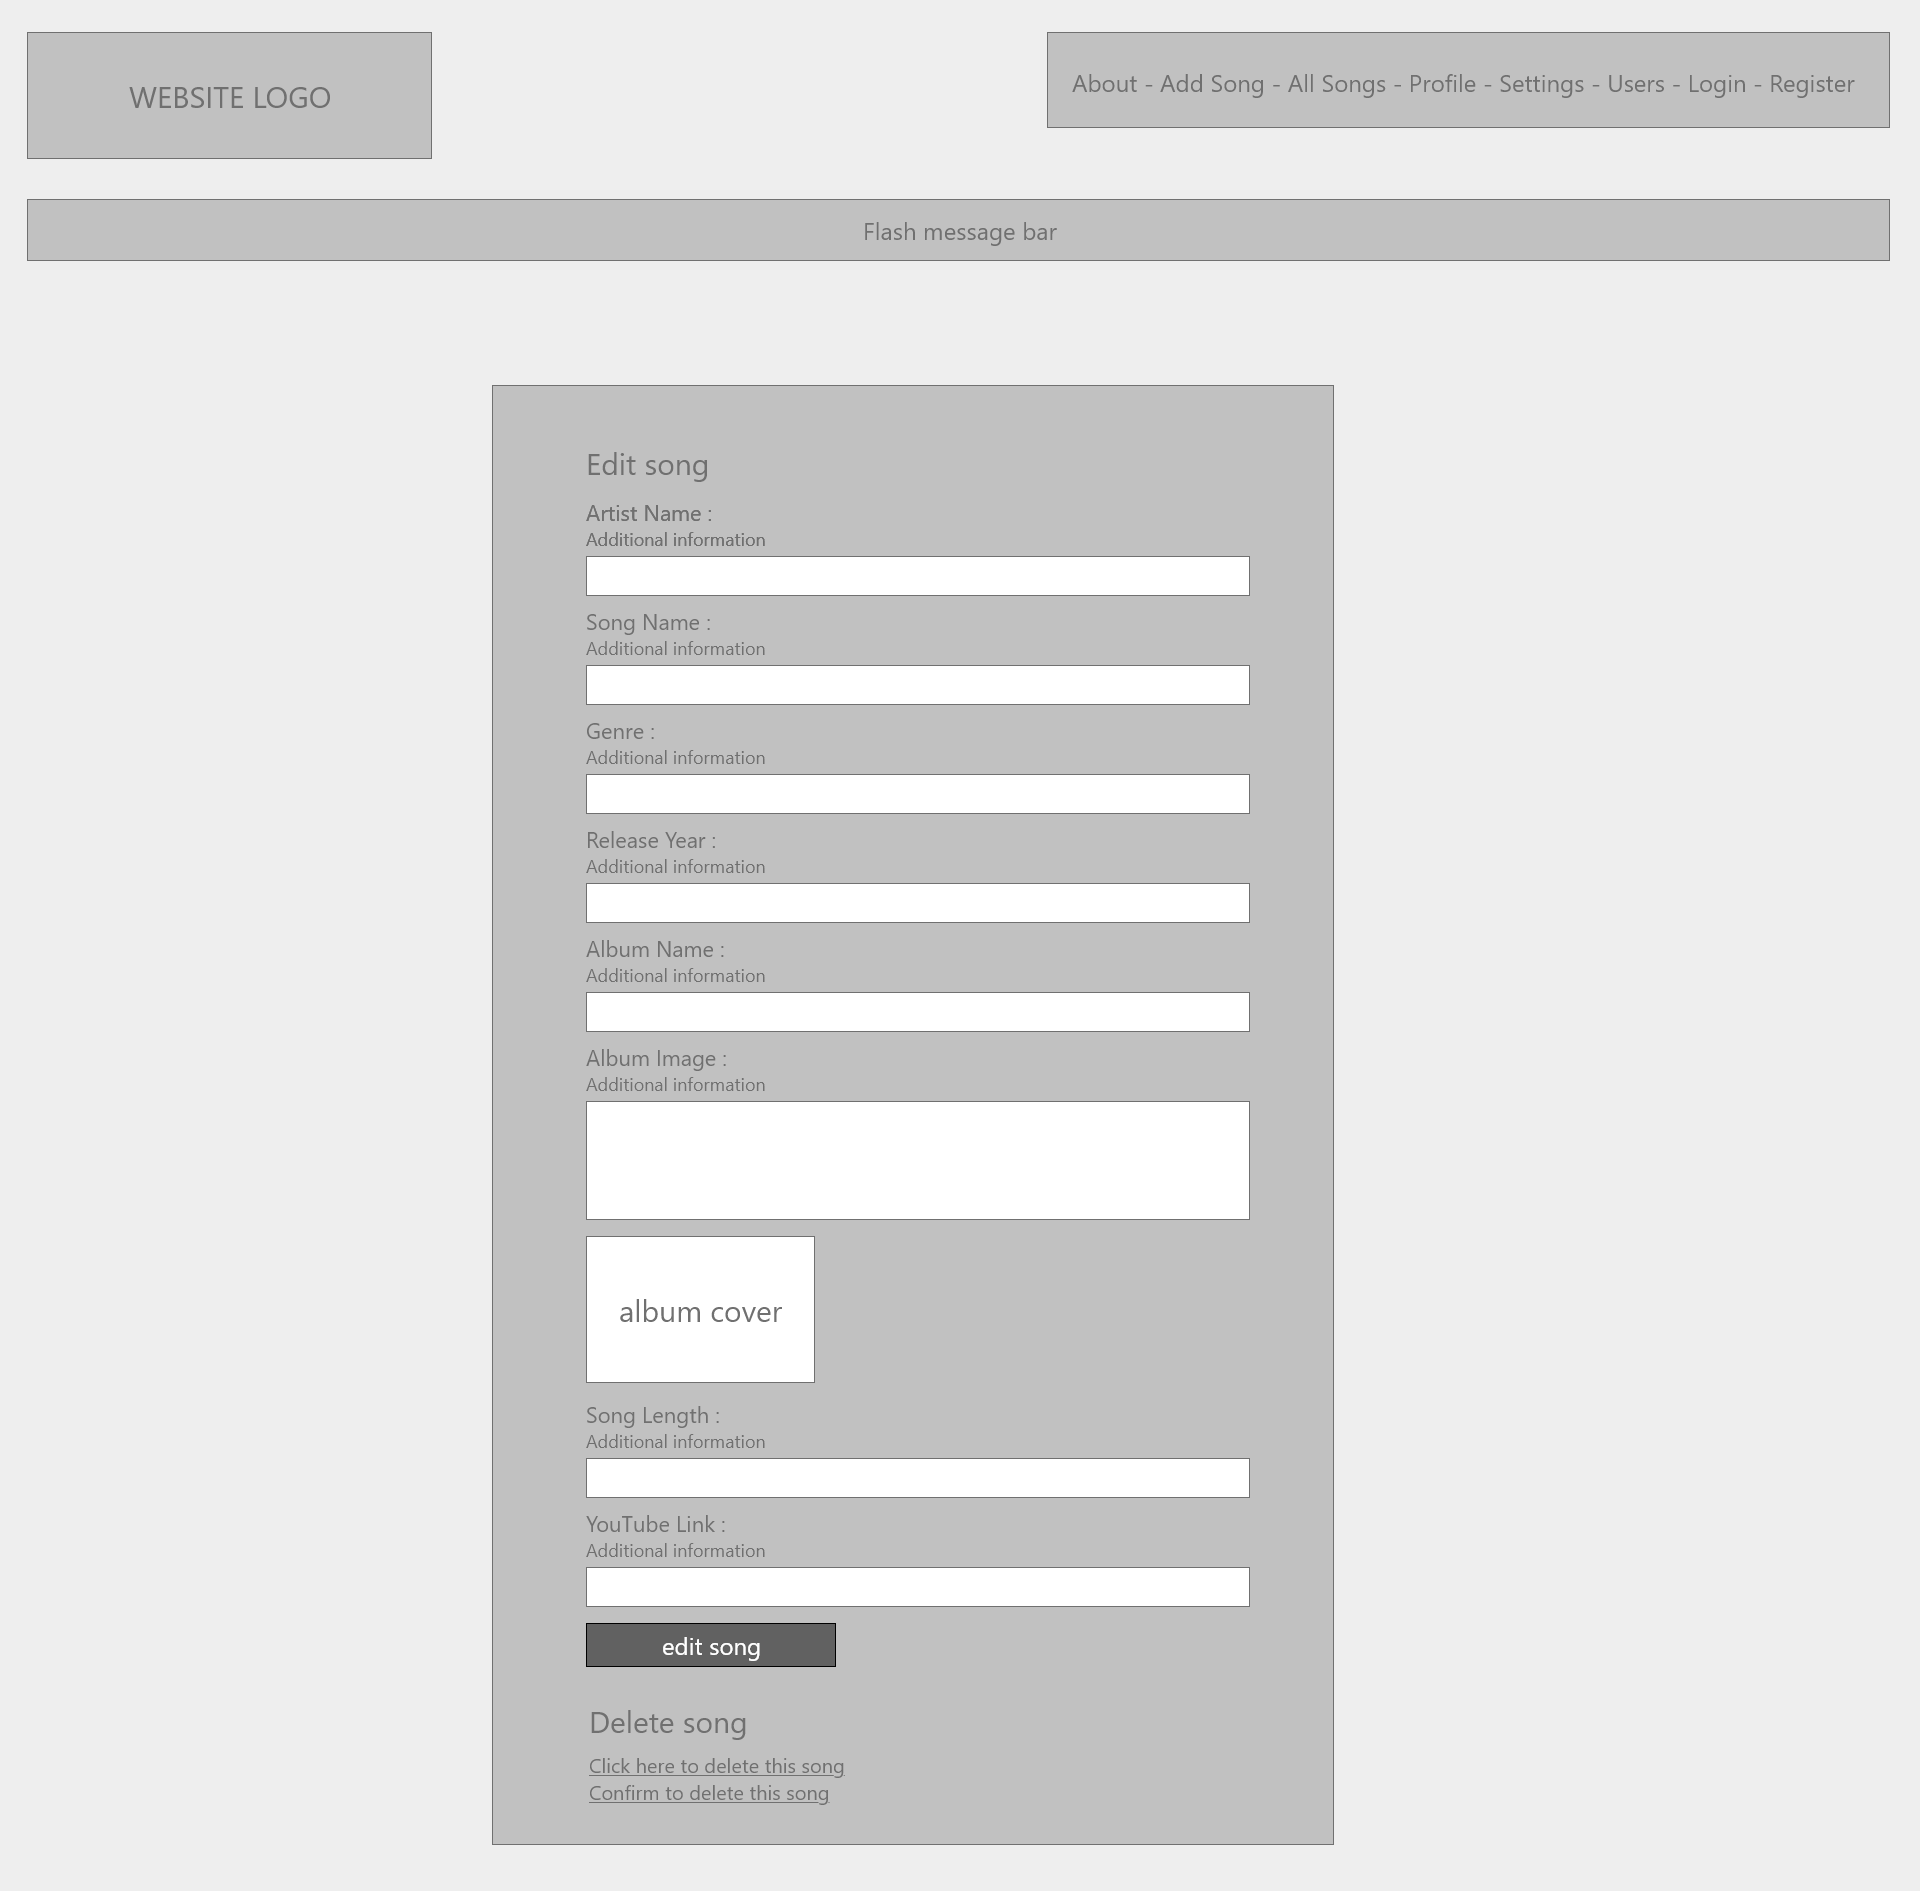 WEBSITE LOGO
About - Add Song - All Songs - Profile - Settings - Users - Login - Register
Flash message bar
Edit song
Artist Name :
Additional information
Song Name :
Additional information
Genre :
Additional information
Release Year :
Additional information
Album Name :
Additional information
Album Image :
Additional information
album cover
Song Length :
Additional information
YouTube Link :
Additional information
edit song
Delete song
Click here to delete this song
Confirm to delete this song